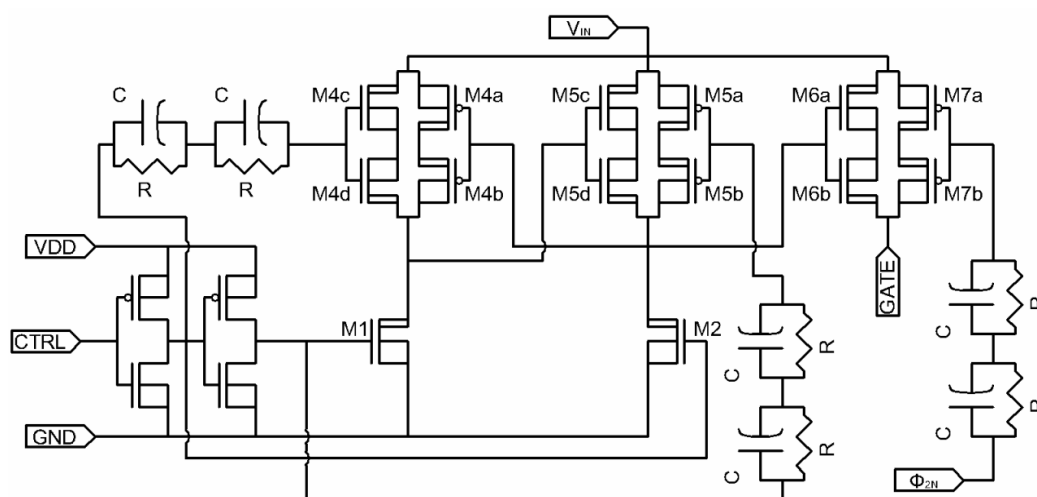 VIN
C
C
M4c
M4a
M5c
M5a
M6a
M7a
R
R
M4d
M4b
M5d
M5b
M6b
M7b
VDD
GATE
CTRL
M1
M2
C
R
C
R
GND
C
R
C
R
Φ2N